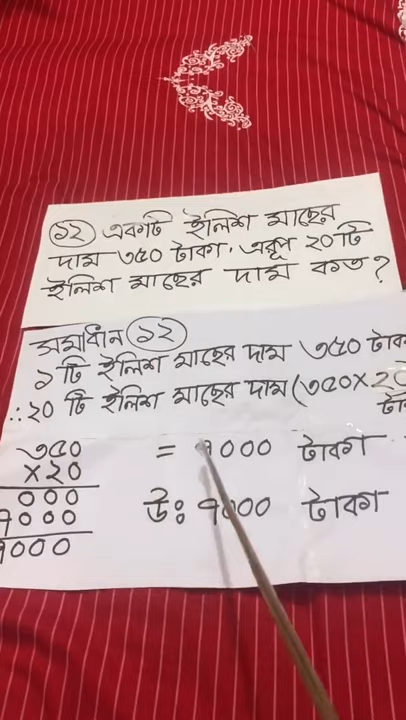 ১২ একটি ইলিশ মাছের
দাম ৩৫০ টাকা, এরূপ ২০টি
ইলিশ মাছের দাম কত?
সমাধান ১২
১ টি ইলিশ মাছের দাম ৩৫০ টাকা
∴ ২০ টি ইলিশ মাছের দাম (৩৫০×২০
টা
৩৫০
×২০
০০০
৭০০০
৭০০০
= ৭০০০ টাকা
উঃ ৭০০০ টাকা